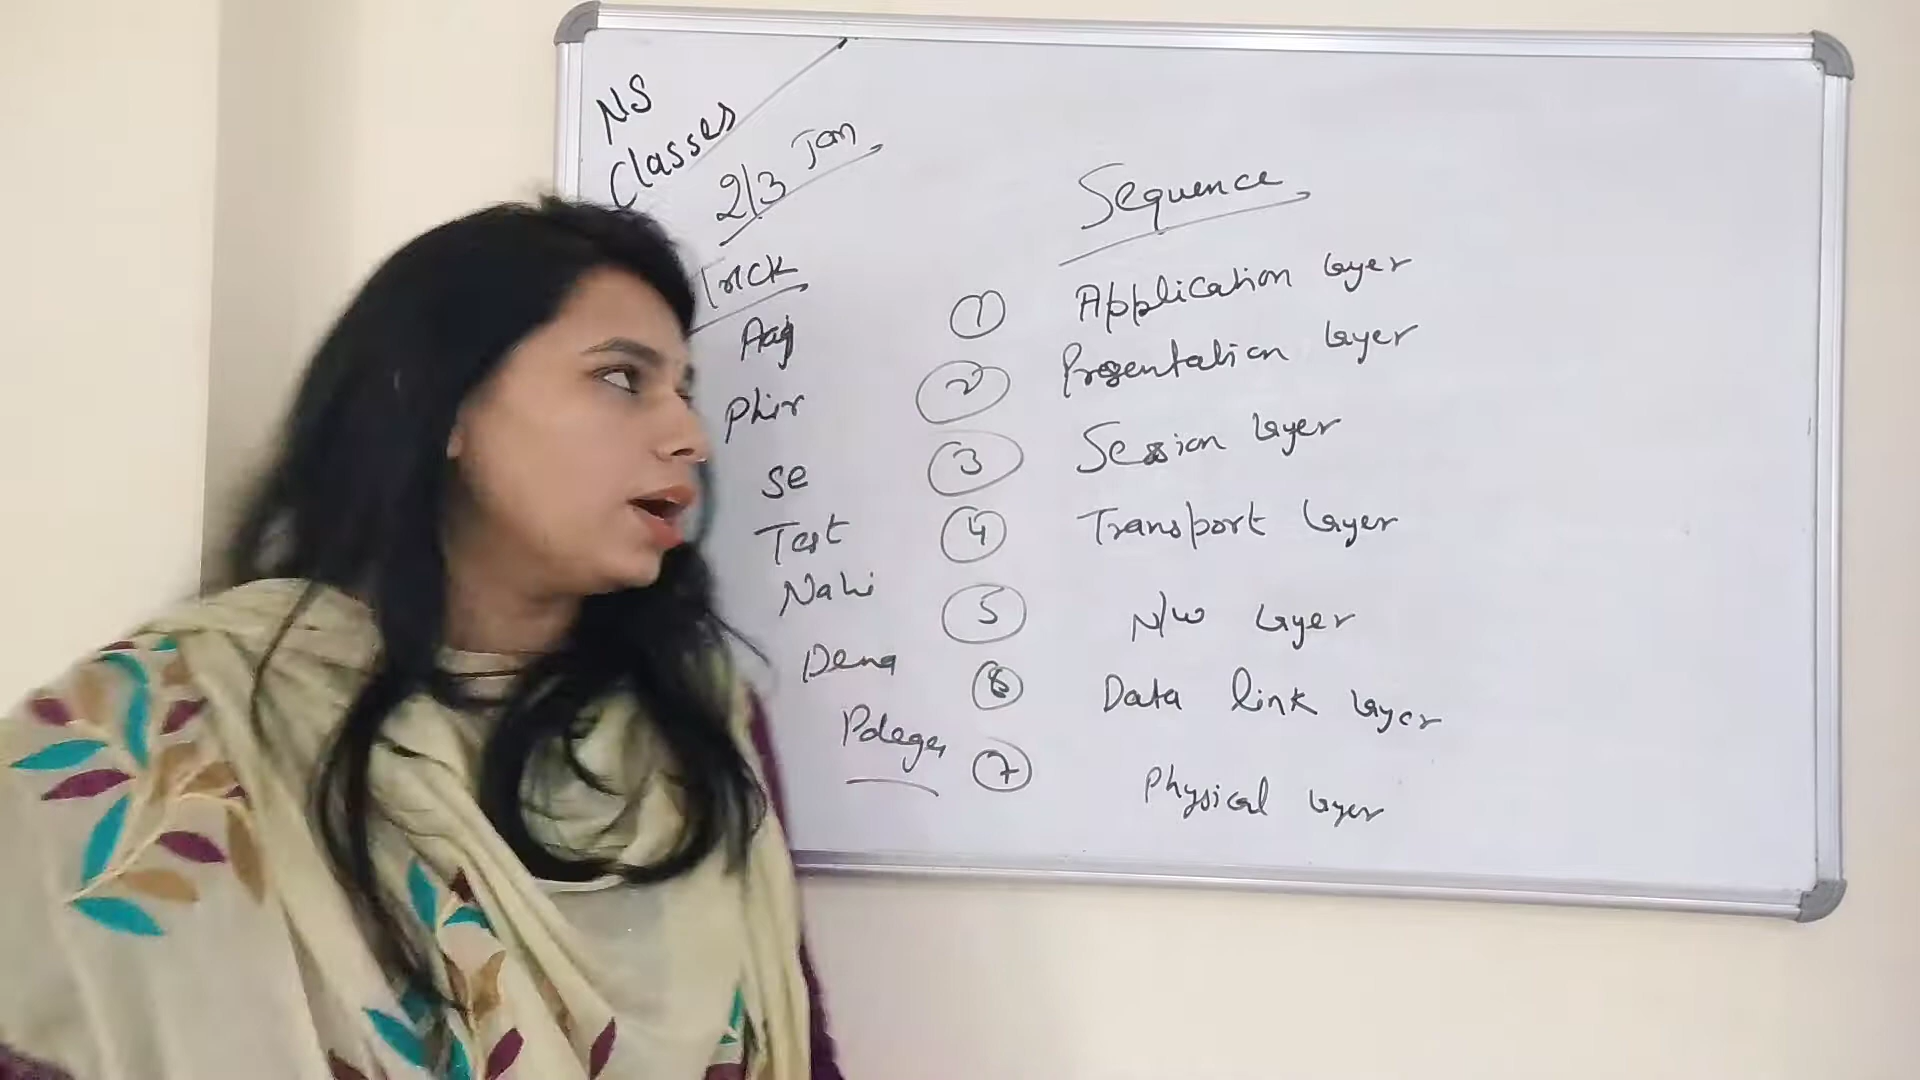 NS
Classes
2/3 Jan
Trick
Sequence
Aaj ① Application layer
Phir ② Presentation layer
se ③ Session layer
Test ④ Transport layer
Nahi ⑤ N/W layer
Dena ⑥ Data link layer
⑦ Physical layer